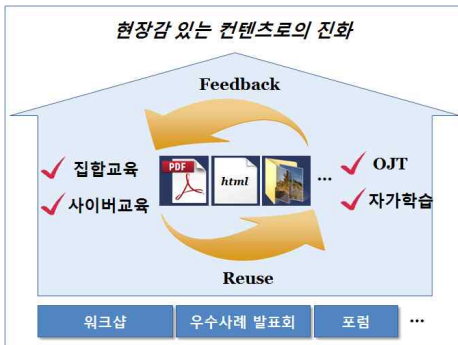 현장감 있는 컨텐츠로의 진화
Feedback
집합교육
사이버교육
PDF
html
...
OJT
자가학습
Reuse
워크샵
우수사례 발표회
포럼
...